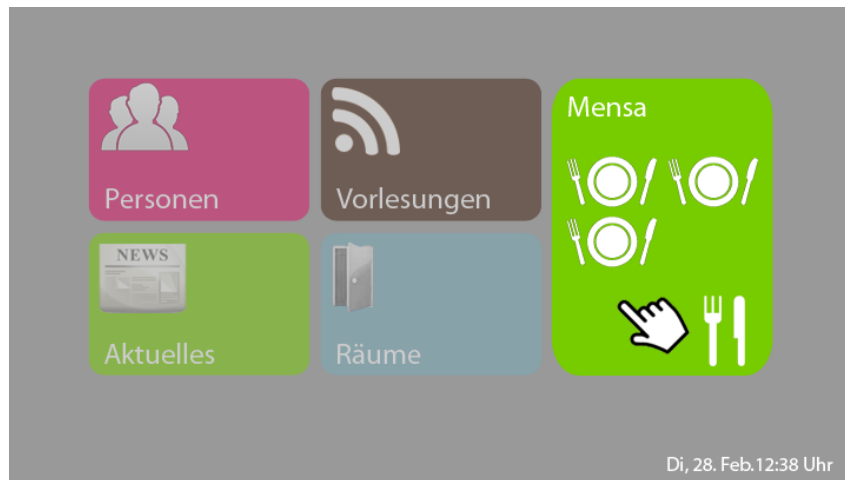 Personen
Vorlesungen
Mensa
NEWS
Aktuelles
Räume
Di, 28. Feb.12:38 Uhr